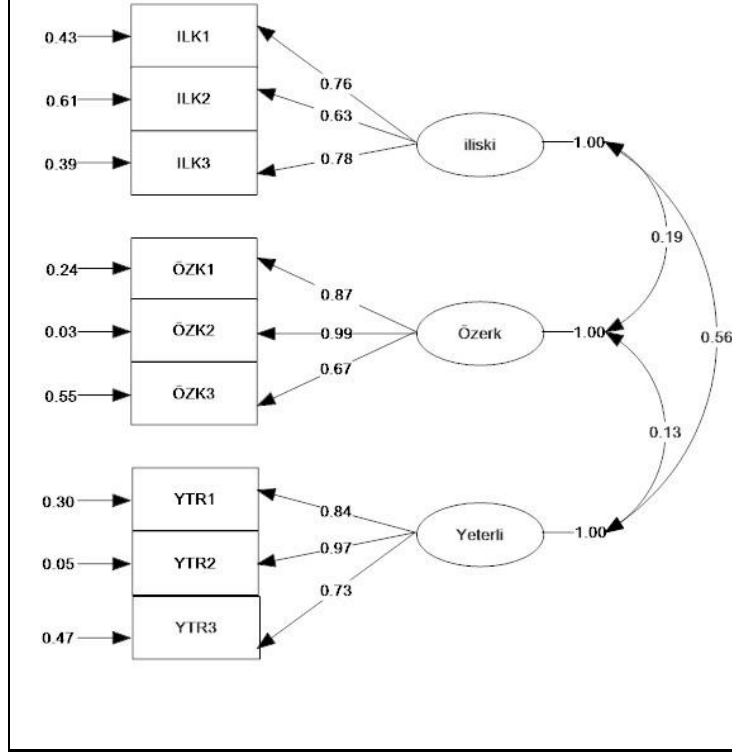 0.43 ILK1
0.76
0.61 ILK2
0.63
0.39 ILK3
0.78
iliski 1.00
0.19
0.24 ÖZK1
0.87
0.03 ÖZK2
0.99
0.55 ÖZK3
0.67
Özerk 1.00
0.56
0.13
0.30 YTR1
0.84
0.05 YTR2
0.97
0.47 YTR3
0.73
Yeterli 1.00